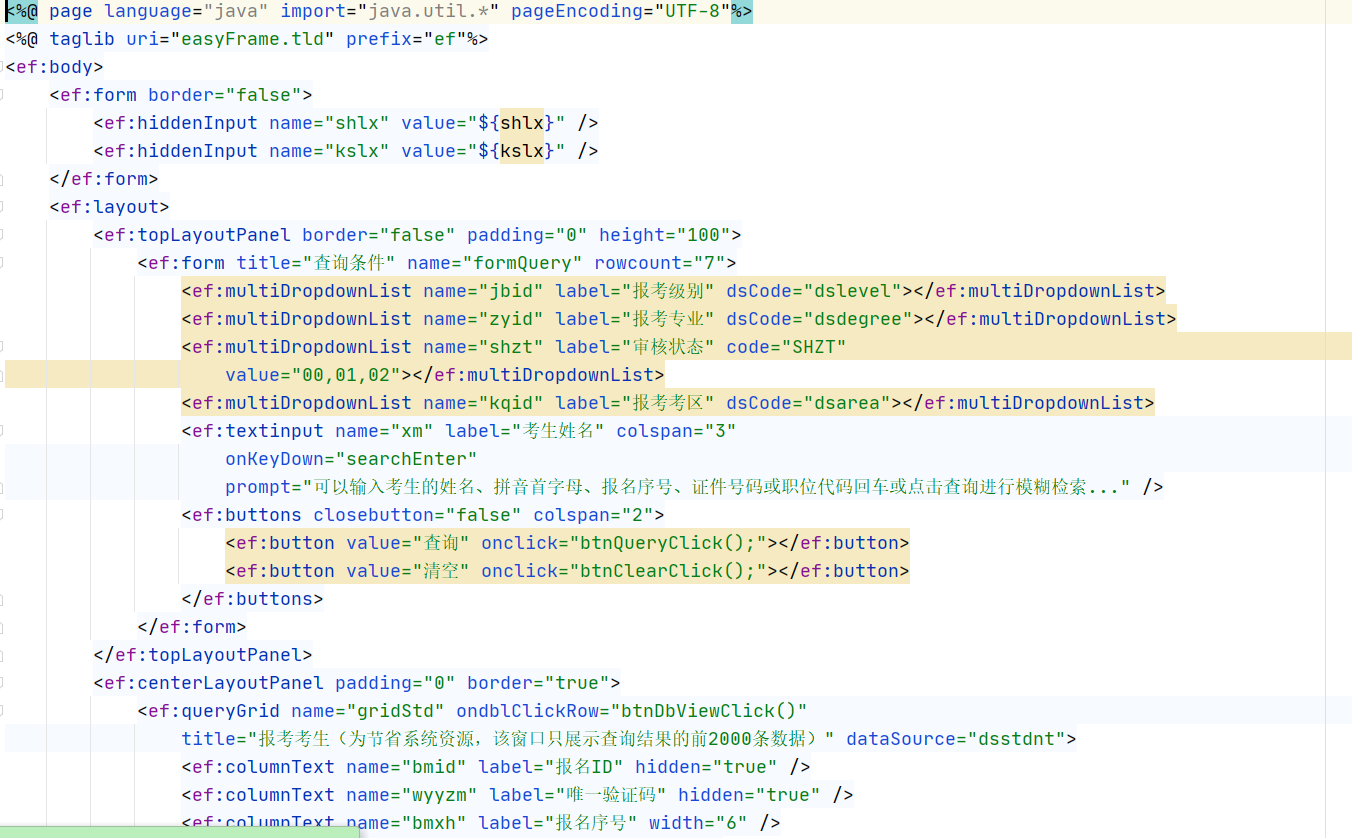 <%@ page language="java" import="java.util.*" pageEncoding="UTF-8"%>
<%@ taglib uri="easyFrame.tld" prefix="ef"%>
<ef:body>
    <ef:form border="false">
        <ef:hiddenInput name="shlx" value="${shlx}" />
        <ef:hiddenInput name="kslx" value="${kslx}" />
    </ef:form>
    <ef:layout>
        <ef:topLayoutPanel border="false" padding="0" height="100">
            <ef:form title="查询条件" name="formQuery" rowcount="7">
                <ef:multiDropdownList name="jbid" label="报考级别" dsCode="dslevel"></ef:multiDropdownList>
                <ef:multiDropdownList name="zyid" label="报考专业" dsCode="dsdegree"></ef:multiDropdownList>
                <ef:multiDropdownList name="shzt" label="审核状态" code="SHZT"
                    value="00,01,02"></ef:multiDropdownList>
                <ef:multiDropdownList name="kqid" label="报考考区" dsCode="dsarea"></ef:multiDropdownList>
                <ef:textinput name="xm" label="考生姓名" colspan="3"
                    onKeyDown="searchEnter"
                    prompt="可以输入考生的姓名、拼音首字母、报名序号、证件号码或职位代码回车或点击查询进行模糊检索..." />
                <ef:buttons closebutton="false" colspan="2">
                    <ef:button value="查询" onclick="btnQueryClick();"></ef:button>
                    <ef:button value="清空" onclick="btnClearClick();"></ef:button>
                </ef:buttons>
            </ef:form>
        </ef:topLayoutPanel>
        <ef:centerLayoutPanel padding="0" border="true">
            <ef:queryGrid name="gridStd" ondblClickRow="btnDbViewClick()"
                title="报考考生（为节省系统资源，该窗口只展示查询结果的前2000条数据）" dataSource="dsstdnt">
                <ef:columnText name="bmid" label="报名ID" hidden="true" />
                <ef:columnText name="wyyzm" label="唯一验证码" hidden="true" />
                <ef:columnText name="bmxh" label="报名序号" width="6" />